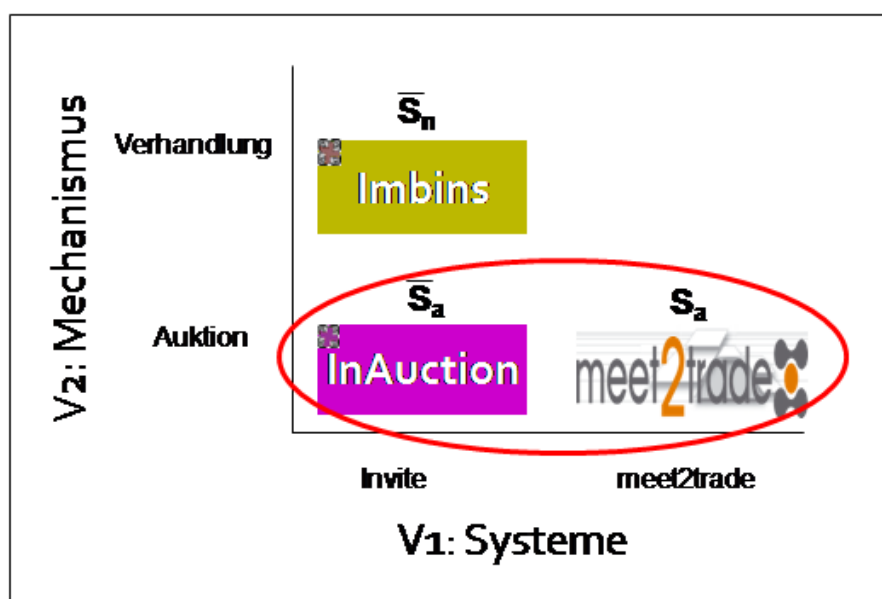 V2: Mechanismus
Verhandlung
S̅n
Imbins
Auktion
S̅a
Sa
InAuction
meet2trade
Invite
meet2trade
V1: Systeme